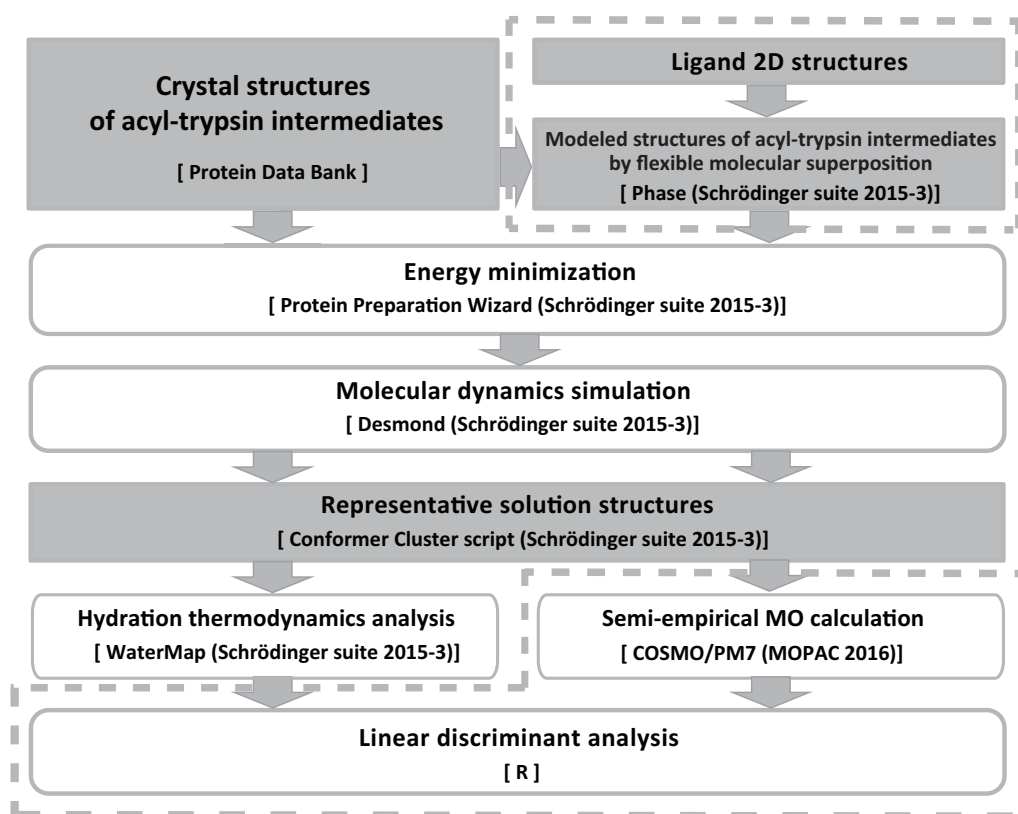 Crystal structures
of acyl-trypsin intermediates
[ Protein Data Bank ]
Ligand 2D structures
Modeled structures of acyl-trypsin intermediates
by flexible molecular superposition
[ Phase (Schrödinger suite 2015-3)]
Energy minimization
[ Protein Preparation Wizard (Schrödinger suite 2015-3)]
Molecular dynamics simulation
[ Desmond (Schrödinger suite 2015-3)]
Representative solution structures
[ Conformer Cluster script (Schrödinger suite 2015-3)]
Hydration thermodynamics analysis
[ WaterMap (Schrödinger suite 2015-3)]
Semi-empirical MO calculation
[ COSMO/PM7 (MOPAC 2016)]
Linear discriminant analysis
[ R ]